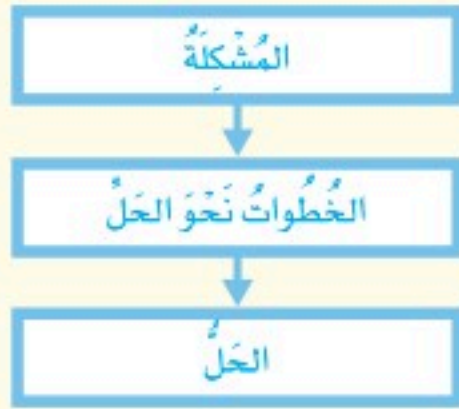 المُشْكِلَةُ
الخُطُواتُ نَحْوَ الحَلِّ
الحَلُّ